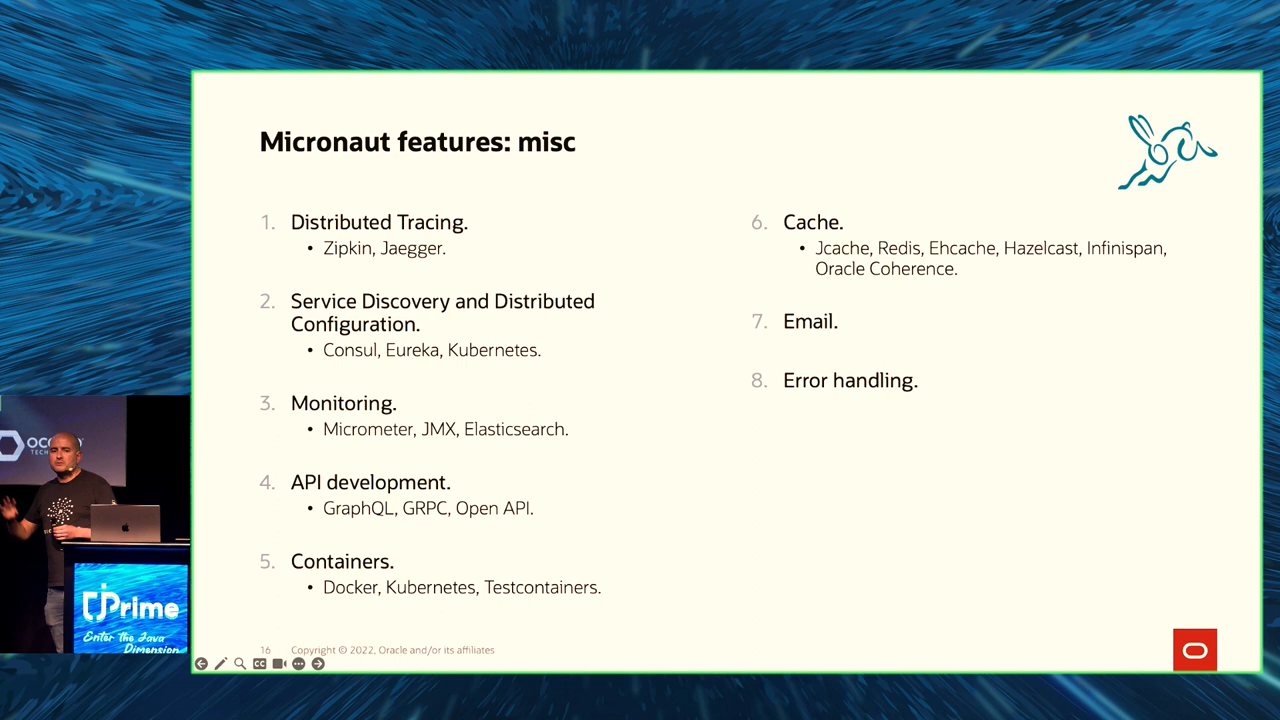 Micronaut features: misc
1. Distributed Tracing.
• Zipkin, Jaegger.
2. Service Discovery and Distributed
Configuration.
• Consul, Eureka, Kubernetes.
3. Monitoring.
• Micrometer, JMX, Elasticsearch.
4. API development.
• GraphQL, GRPC, Open API.
5. Containers.
• Docker, Kubernetes, Testcontainers.
6. Cache.
• Jcache, Redis, Ehcache, Hazelcast, Infinispan,
Oracle Coherence.
7. Email.
8. Error handling.
16 Copyright © 2022, Oracle and/or its affiliates
CC
JPrime
Enter the Java
Dimension